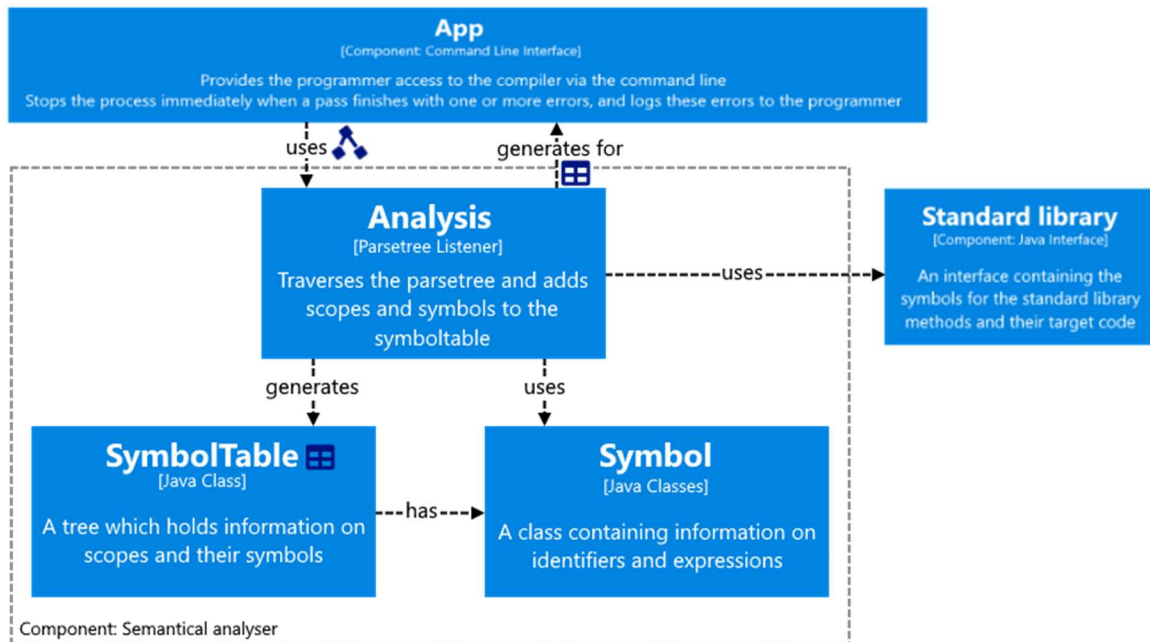 App
[Component: Command Line Interface]
Provides the programmer access to the compiler via the command line
Stops the process immediately when a pass finishes with one or more errors, and logs these errors to the programmer
uses
generates for
Analysis
[Parsetree Listener]
Traverses the parsetree and adds
scopes and symbols to the
symboltable
uses
Standard library
[Component: Java Interface]
An interface containing the
symbols for the standard library
methods and their target code
generates
uses
SymbolTable
[Java Class]
A tree which holds information on
scopes and their symbols
has
Symbol
[Java Classes]
A class containing information on
identifiers and expressions
Component: Semantical analyser